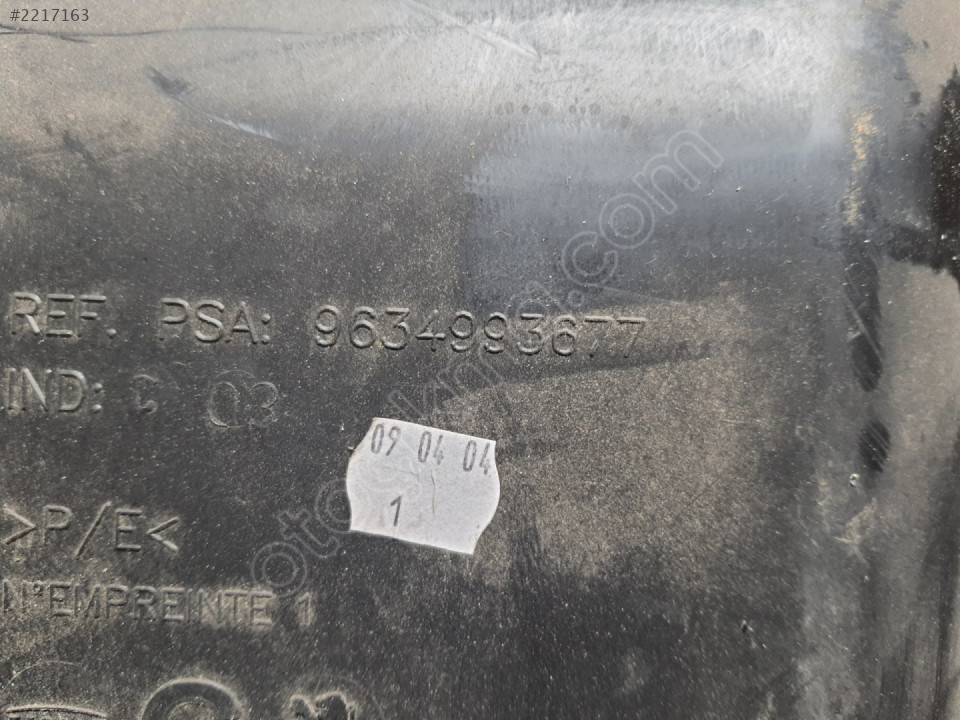 #2217163
REF. PSA: 9634993677
IND: C 03
09 04 04
1
>P/E<
N°EMPREINTE 1